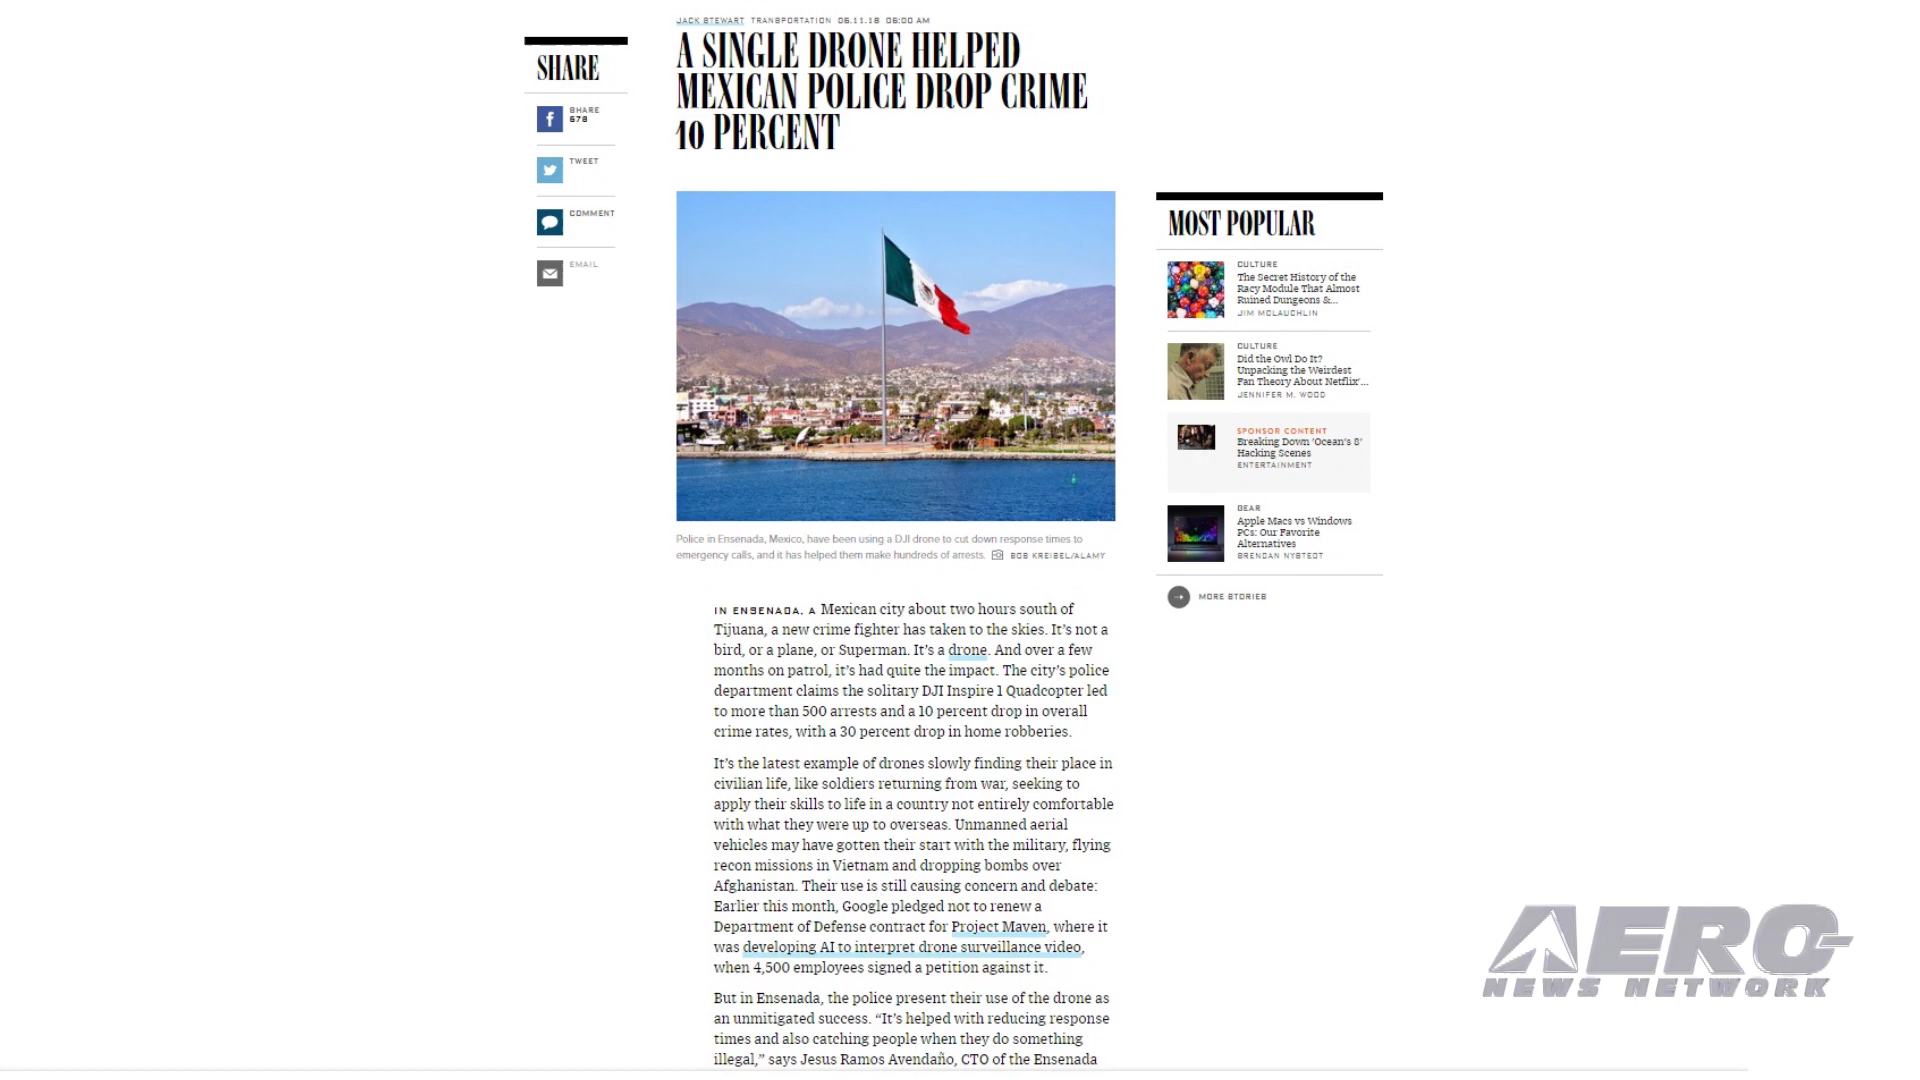 JACK STEWART TRANSPORTATION 06.11.18 06:00 AM
A SINGLE DRONE HELPED
MEXICAN POLICE DROP CRIME
10 PERCENT
SHARE
SHARE
678
TWEET
COMMENT
EMAIL
Police in Ensenada, Mexico, have been using a DJI drone to cut down response times to
emergency calls, and it has helped them make hundreds of arrests. BOB KREIBEL/ALAMY
IN ENSENADA, A Mexican city about two hours south of
Tijuana, a new crime fighter has taken to the skies. It's not a
bird, or a plane, or Superman. It's a drone. And over a few
months on patrol, it's had quite the impact. The city's police
department claims the solitary DJI Inspire 1 Quadcopter led
to more than 500 arrests and a 10 percent drop in overall
crime rates, with a 30 percent drop in home robberies.
It's the latest example of drones slowly finding their place in
civilian life, like soldiers returning from war, seeking to
apply their skills to life in a country not entirely comfortable
with what they were up to overseas. Unmanned aerial
vehicles may have gotten their start with the military, flying
recon missions in Vietnam and dropping bombs over
Afghanistan. Their use is still causing concern and debate:
Earlier this month, Google pledged not to renew a
Department of Defense contract for Project Maven, where it
was developing AI to interpret drone surveillance video,
when 4,500 employees signed a petition against it.
But in Ensenada, the police present their use of the drone as
an unmitigated success. “It's helped with reducing response
times and also catching people when they do something
illegal,” says Jesus Ramos Avendaño, CTO of the Ensenada
MOST POPULAR
CULTURE
The Secret History of the
Racy Module That Almost
Ruined Dungeons &...
JIM MCLAUCHLIN
CULTURE
Did the Owl Do It?
Unpacking the Weirdest
Fan Theory About Netflix'...
JENNIFER M. WOOD
SPONSOR CONTENT
Breaking Down 'Ocean's 8'
Hacking Scenes
ENTERTAINMENT
GEAR
Apple Macs vs Windows
PCs: Our Favorite
Alternatives
BRENDAN NYSTEDT
MORE STORIES
AERO-
NEWS NETWORK